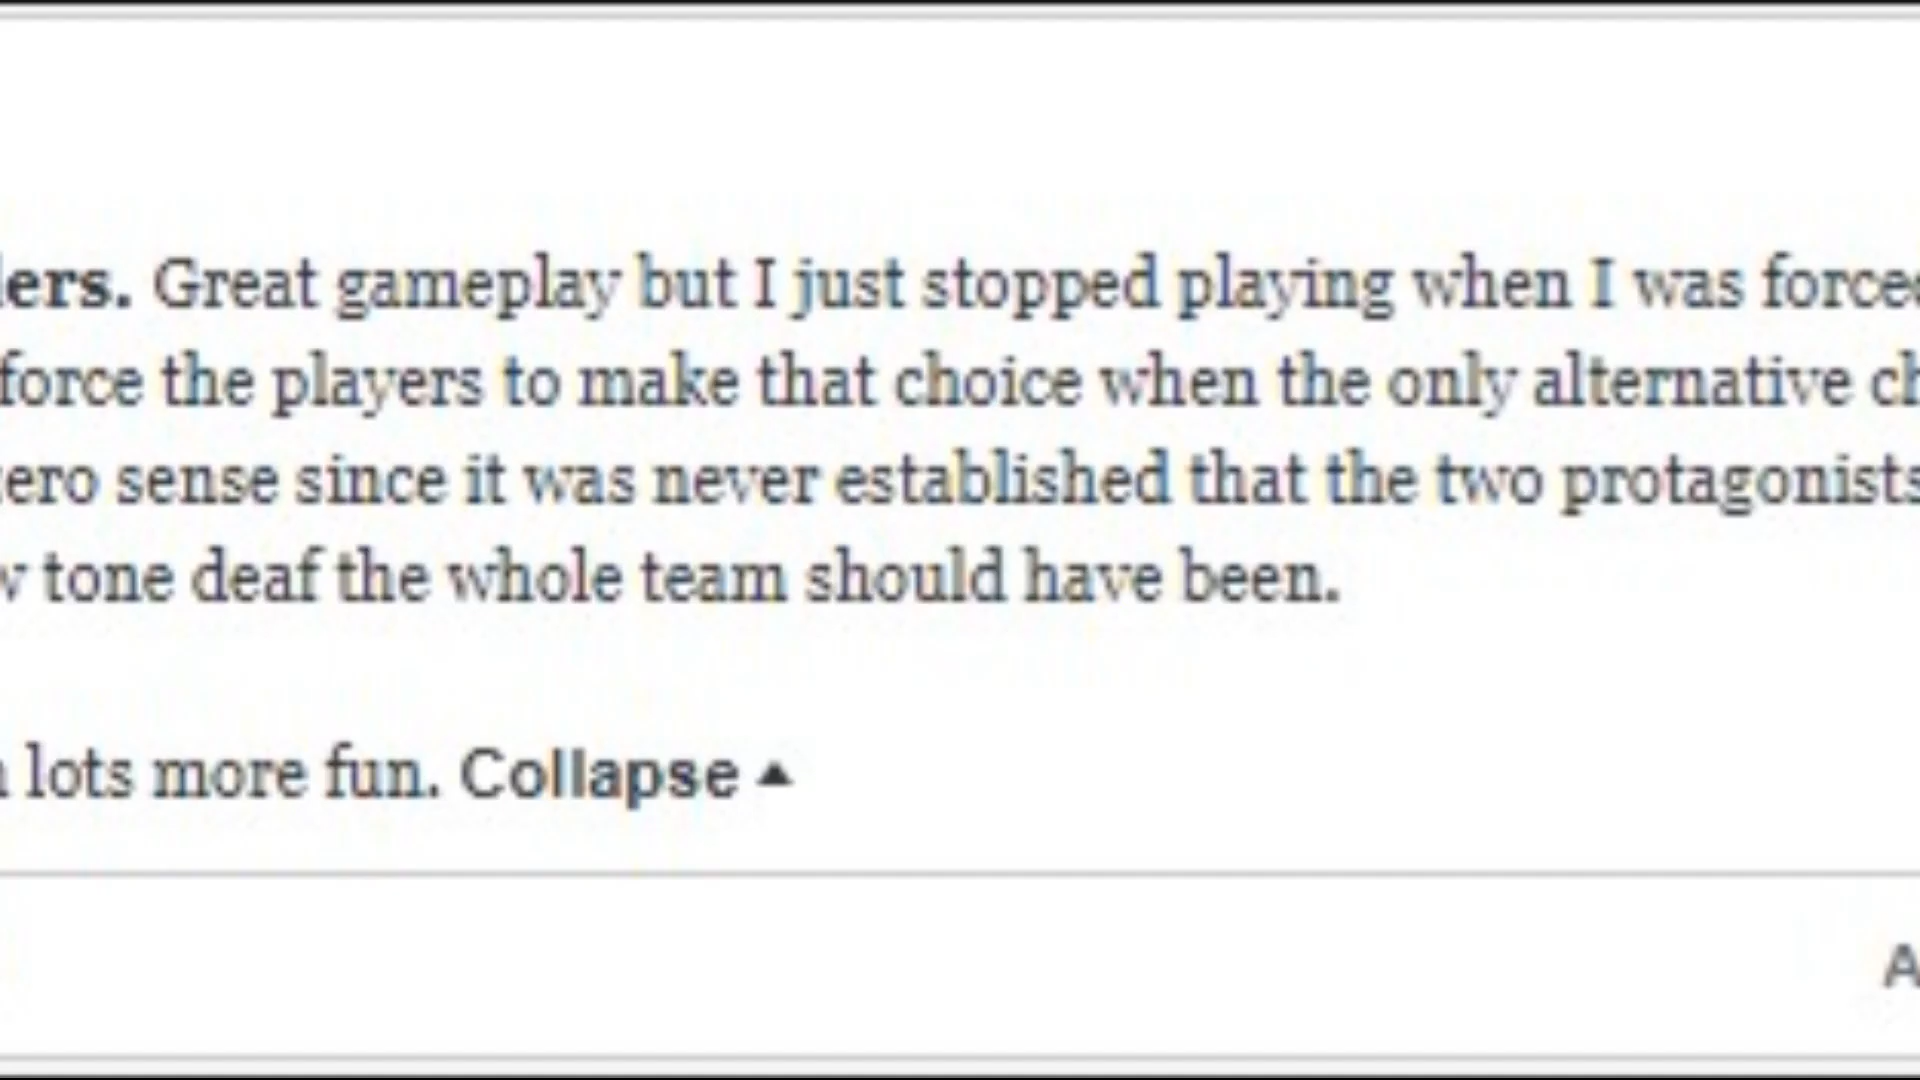 lers. Great gameplay but I just stopped playing when I was forced
force the players to make that choice when the only alternative ch
zero sense since it was never established that the two protagonists
w tone deaf the whole team should have been.
lots more fun. Collapse ▲
A